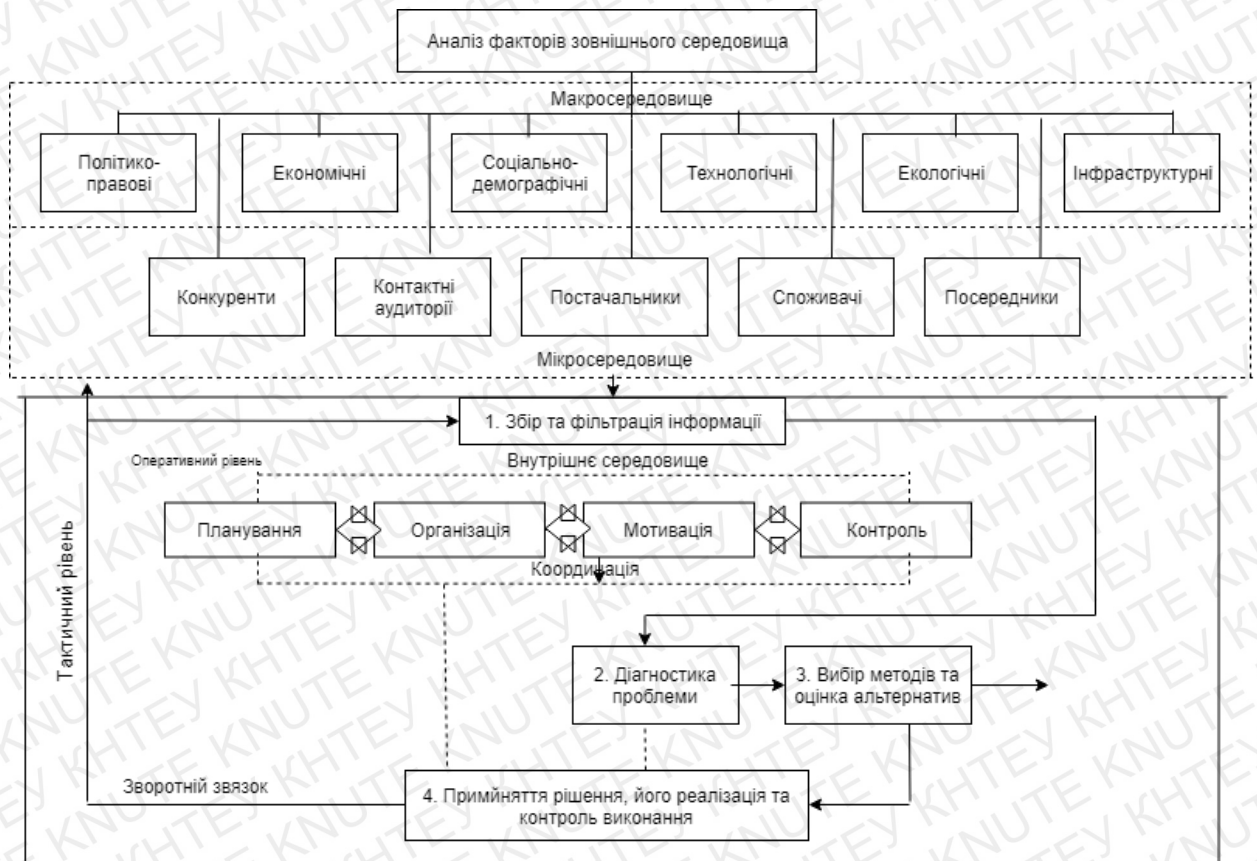 Аналіз факторів зовнішнього середовища
Макросередовище
Політико-
правові
Економічні
Соціально-
демографічні
Технологічні
Екологічні
Інфраструктурні
Конкуренти
Контактні
аудиторії
Постачальники
Споживачі
Посередники
Мікросередовище
1. Збір та фільтрація інформації
Оперативний рівень
Внутрішнє середовище
Планування
Організація
Мотивація
Контроль
Координація
Тактичний рівень
2. Діагностика
проблеми
3. Вибір методів та
оцінка альтернатив
Зворотній звязок
4. Примйняття рішення, його реалізація та
контроль виконання